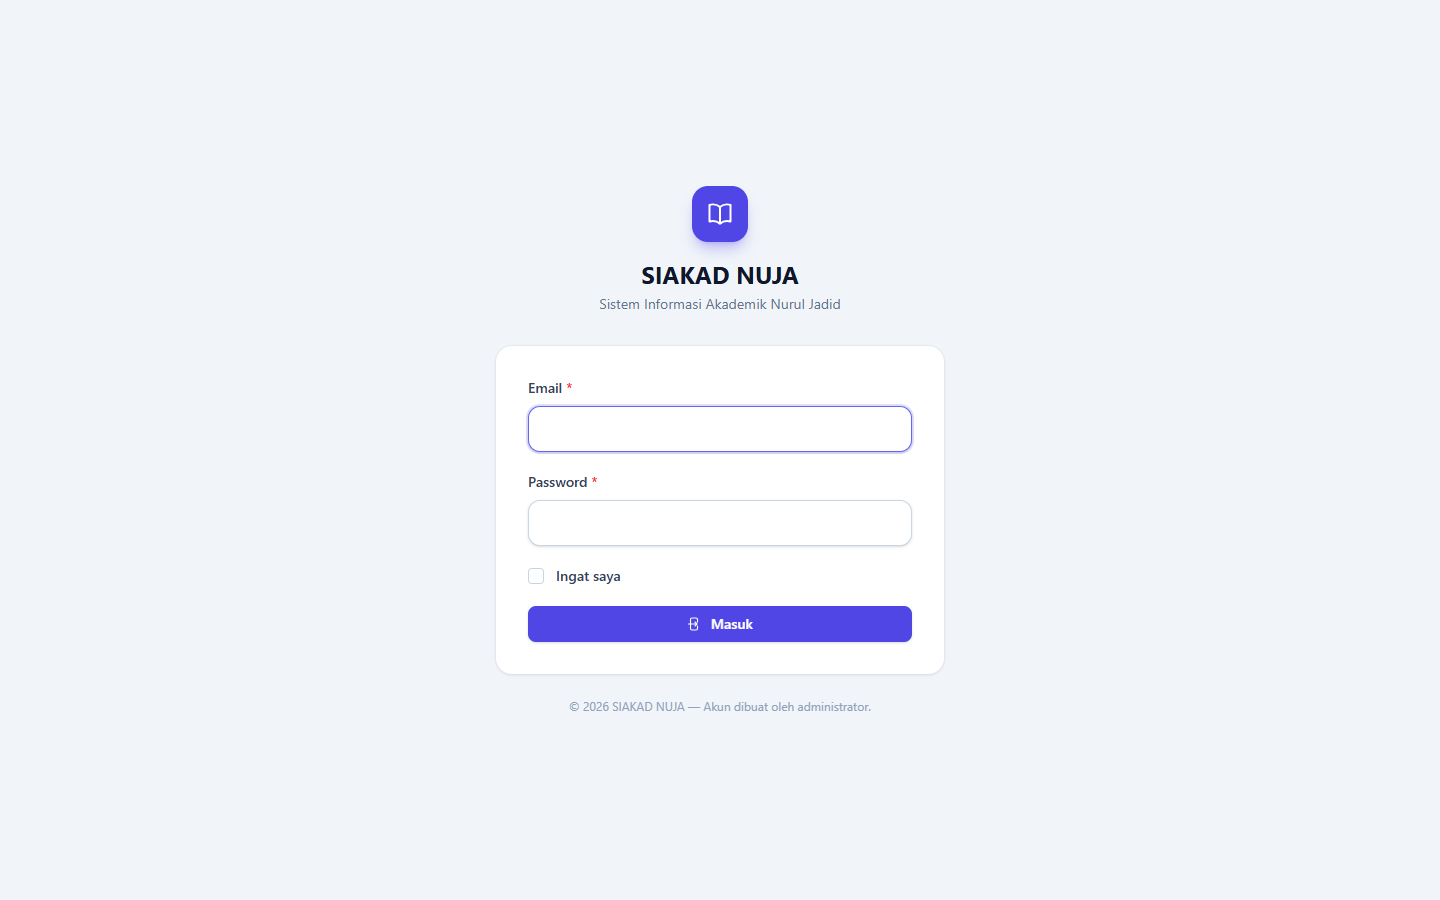 SIAKAD NUJA
Sistem Informasi Akademik Nurul Jadid
Email *
Password *
Ingat saya
Masuk
© 2026 SIAKAD NUJA — Akun dibuat oleh administrator.